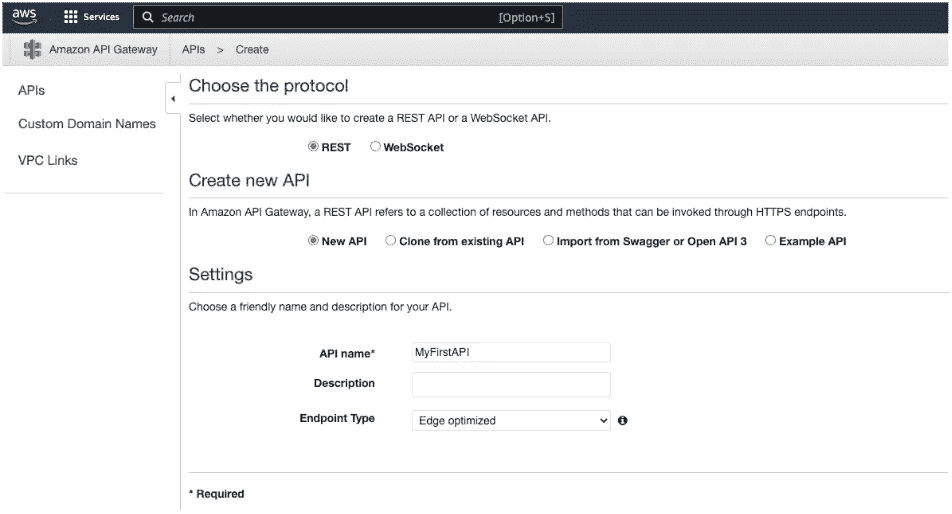 aws Services Search [Option+S]
Amazon API Gateway APIs > Create
APIs
Custom Domain Names
VPC Links
Choose the protocol
Select whether you would like to create a REST API or a WebSocket API.
REST WebSocket
Create new API
In Amazon API Gateway, a REST API refers to a collection of resources and methods that can be invoked through HTTPS endpoints.
New API Clone from existing API Import from Swagger or Open API 3 Example API
Settings
Choose a friendly name and description for your API.
API name* MyFirstAPI
Description
Endpoint Type Edge optimized
* Required